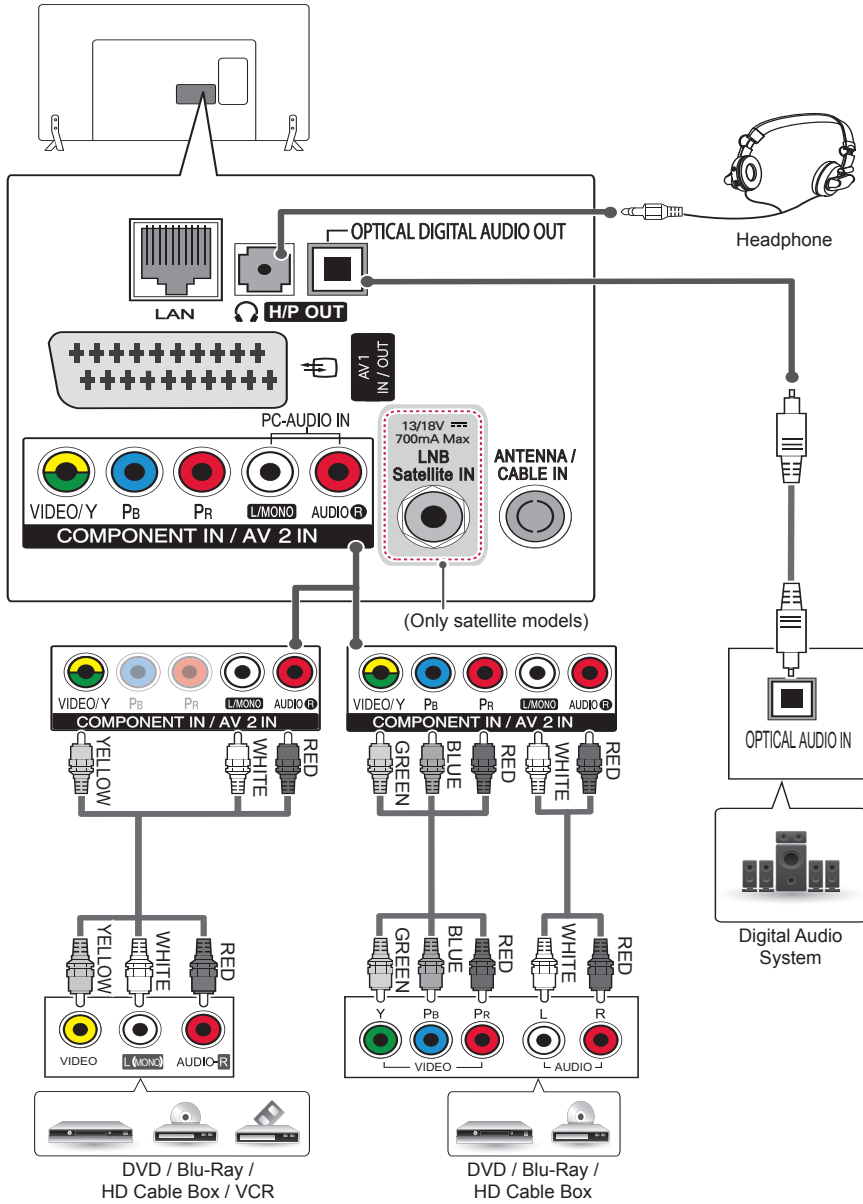 Headphone
OPTICAL DIGITAL AUDIO OUT
LAN
H/P OUT
AV 1
IN / OUT
PC-AUDIO IN
13/18V
700mA Max
LNB
Satellite IN
ANTENNA /
CABLE IN
VIDEO/ Y PB PR L/MONO AUDIO R
COMPONENT IN / AV 2 IN
(Only satellite models)
VIDEO/Y PB PR L/MONO AUDIO R
COMPONENT IN / AV 2 IN
VIDEO/Y PB PR L/MONO AUDIO R
COMPONENT IN / AV 2 IN
YELLOW
WHITE
RED
GREEN
BLUE
RED
WHITE
RED
OPTICAL AUDIO IN
Digital Audio
System
YELLOW
WHITE
RED
GREEN
BLUE
RED
WHITE
RED
VIDEO L (MONO) AUDIO-R
Y PB PR L R
VIDEO AUDIO
DVD / Blu-Ray /
HD Cable Box / VCR
DVD / Blu-Ray /
HD Cable Box